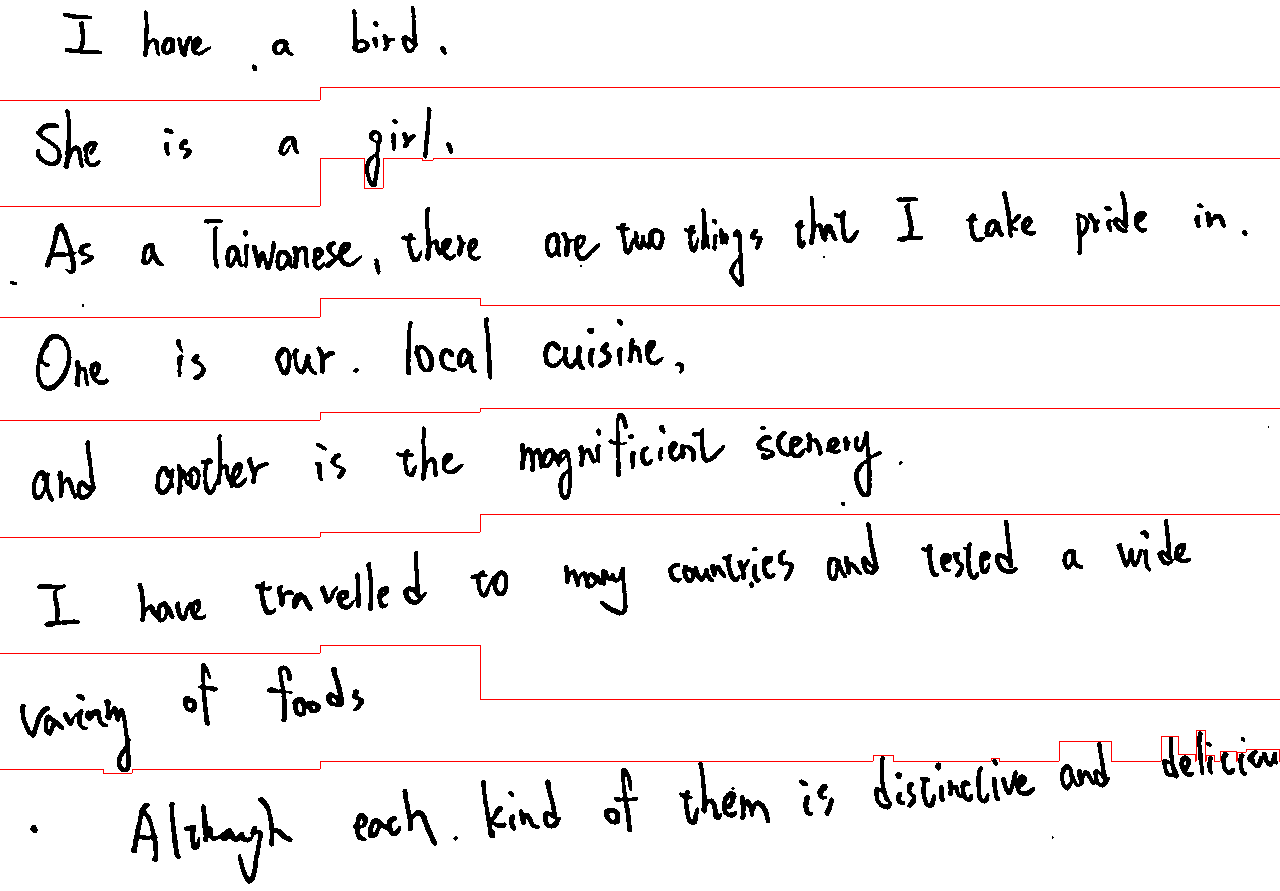 I have a bird.
She is a girl.
As a Taiwanese, there are two things that I take pride in.
One is our local cuisine,
and another is the magnificient scenery.
I have travelled to many countries and tested a wide
of foods
Although each kind of them is distinctive and deliciou